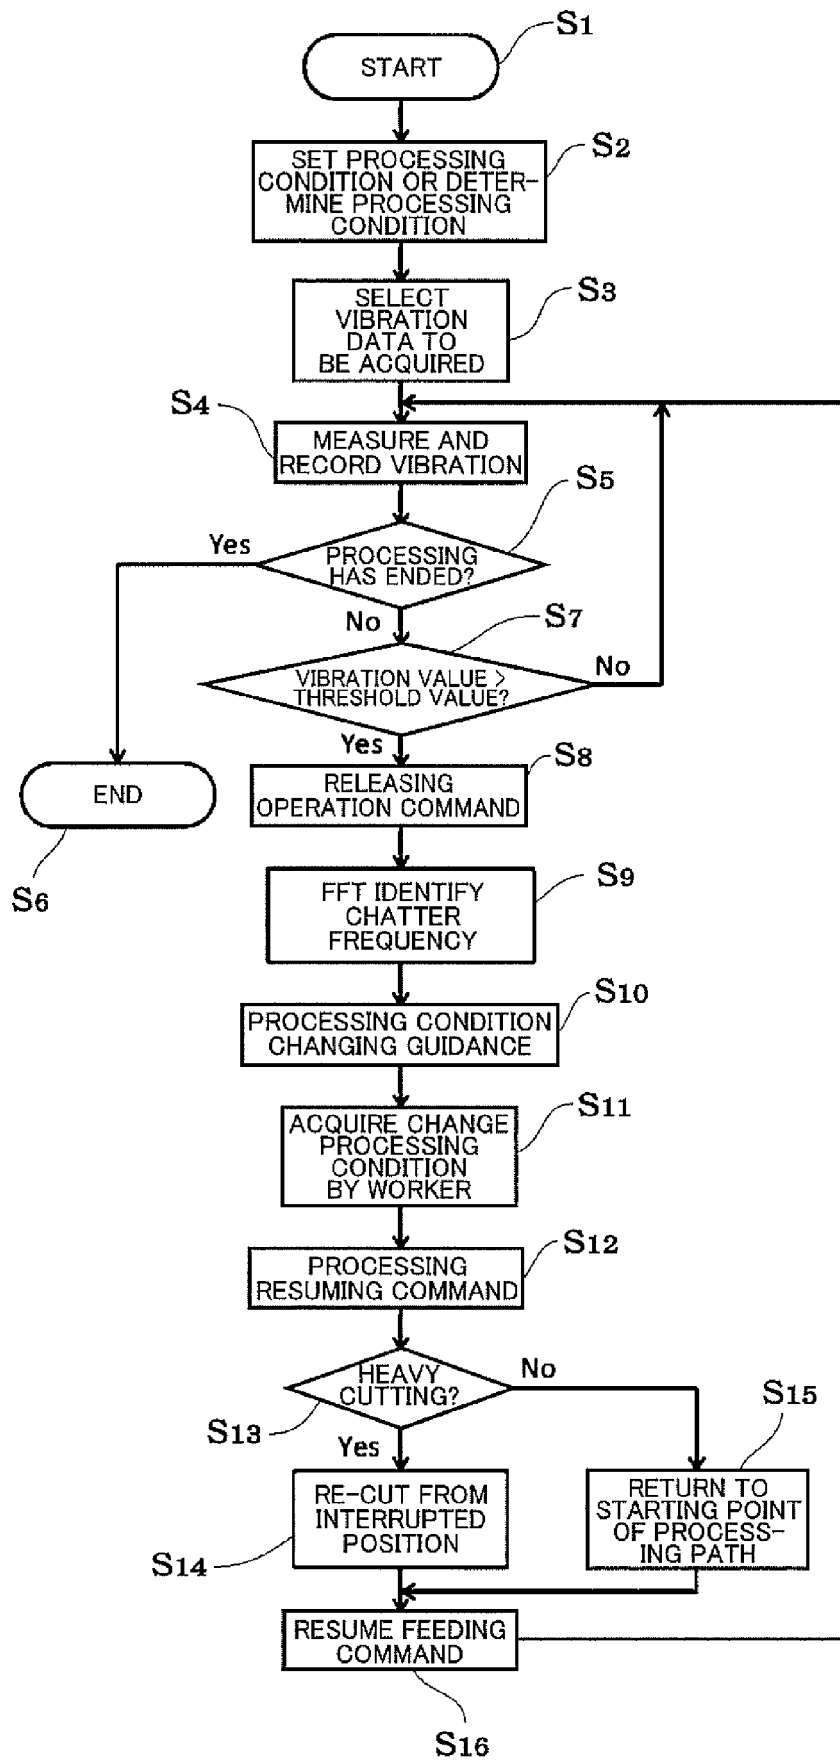 S1
START
S2
SET PROCESSING
CONDITION OR DETER-
MINE PROCESSING
CONDITION
S3
SELECT
VIBRATION
DATA TO
BE ACQUIRED
S4
MEASURE AND
RECORD VIBRATION
S5
Yes
PROCESSING
HAS ENDED?
No
S7
VIBRATION VALUE >
THRESHOLD VALUE?
No
Yes
S8
RELEASING
OPERATION COMMAND
END
S6
S9
FFT IDENTIFY
CHATTER
FREQUENCY
S10
PROCESSING CONDITION
CHANGING GUIDANCE
S11
ACQUIRE CHANGE
PROCESSING
CONDITION
BY WORKER
S12
PROCESSING
RESUMING COMMAND
HEAVY
CUTTING?
No
S13
Yes
S15
RE-CUT FROM
INTERRUPTED
POSITION
S14
RETURN TO
STARTING POINT
OF PROCESS-
ING PATH
RESUME FEEDING
COMMAND
S16